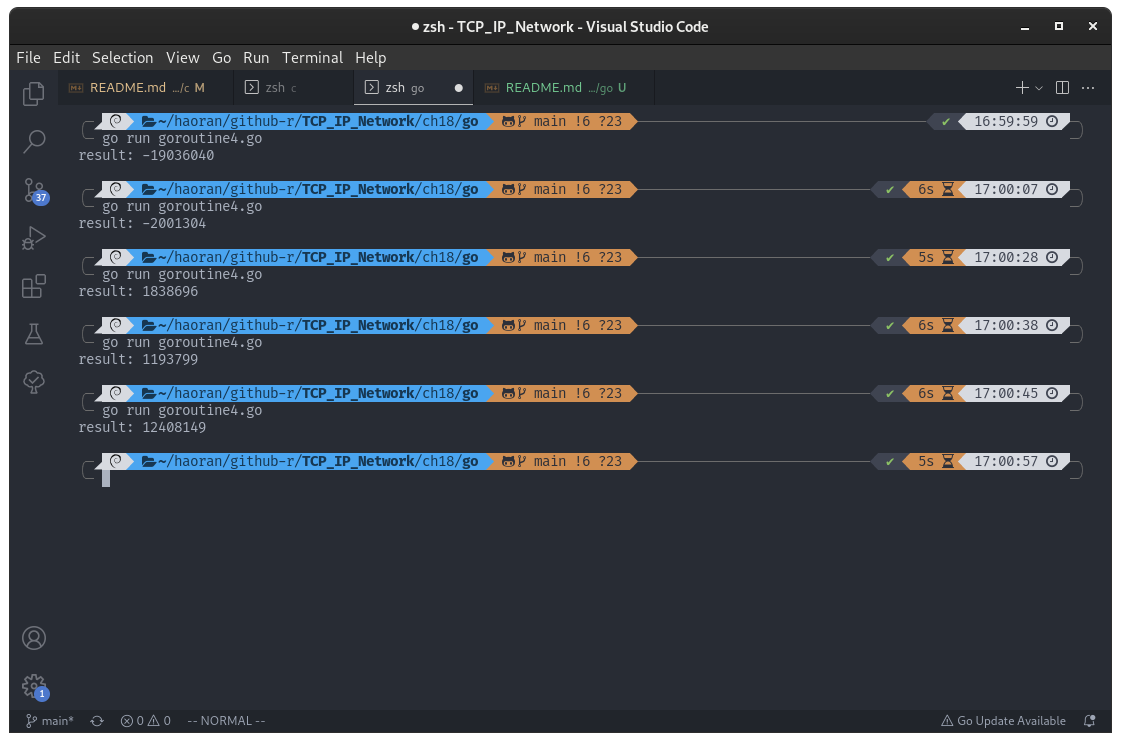 zsh - TCP_IP_Network - Visual Studio Code
File Edit Selection View Go Run Terminal Help
README.md .../c M zsh c zsh go README.md .../go U
~/haoran/github-r/TCP_IP_Network/ch18/go main !6 ?23 ✔ 16:59:59
go run goroutine4.go
result: -19036040
~/haoran/github-r/TCP_IP_Network/ch18/go main !6 ?23 ✔ 6s 17:00:07
go run goroutine4.go
result: -2001304
~/haoran/github-r/TCP_IP_Network/ch18/go main !6 ?23 ✔ 5s 17:00:28
go run goroutine4.go
result: 1838696
~/haoran/github-r/TCP_IP_Network/ch18/go main !6 ?23 ✔ 6s 17:00:38
go run goroutine4.go
result: 1193799
~/haoran/github-r/TCP_IP_Network/ch18/go main !6 ?23 ✔ 6s 17:00:45
go run goroutine4.go
result: 12408149
~/haoran/github-r/TCP_IP_Network/ch18/go main !6 ?23 ✔ 5s 17:00:57
37
1
main* 0 0 -- NORMAL -- Go Update Available